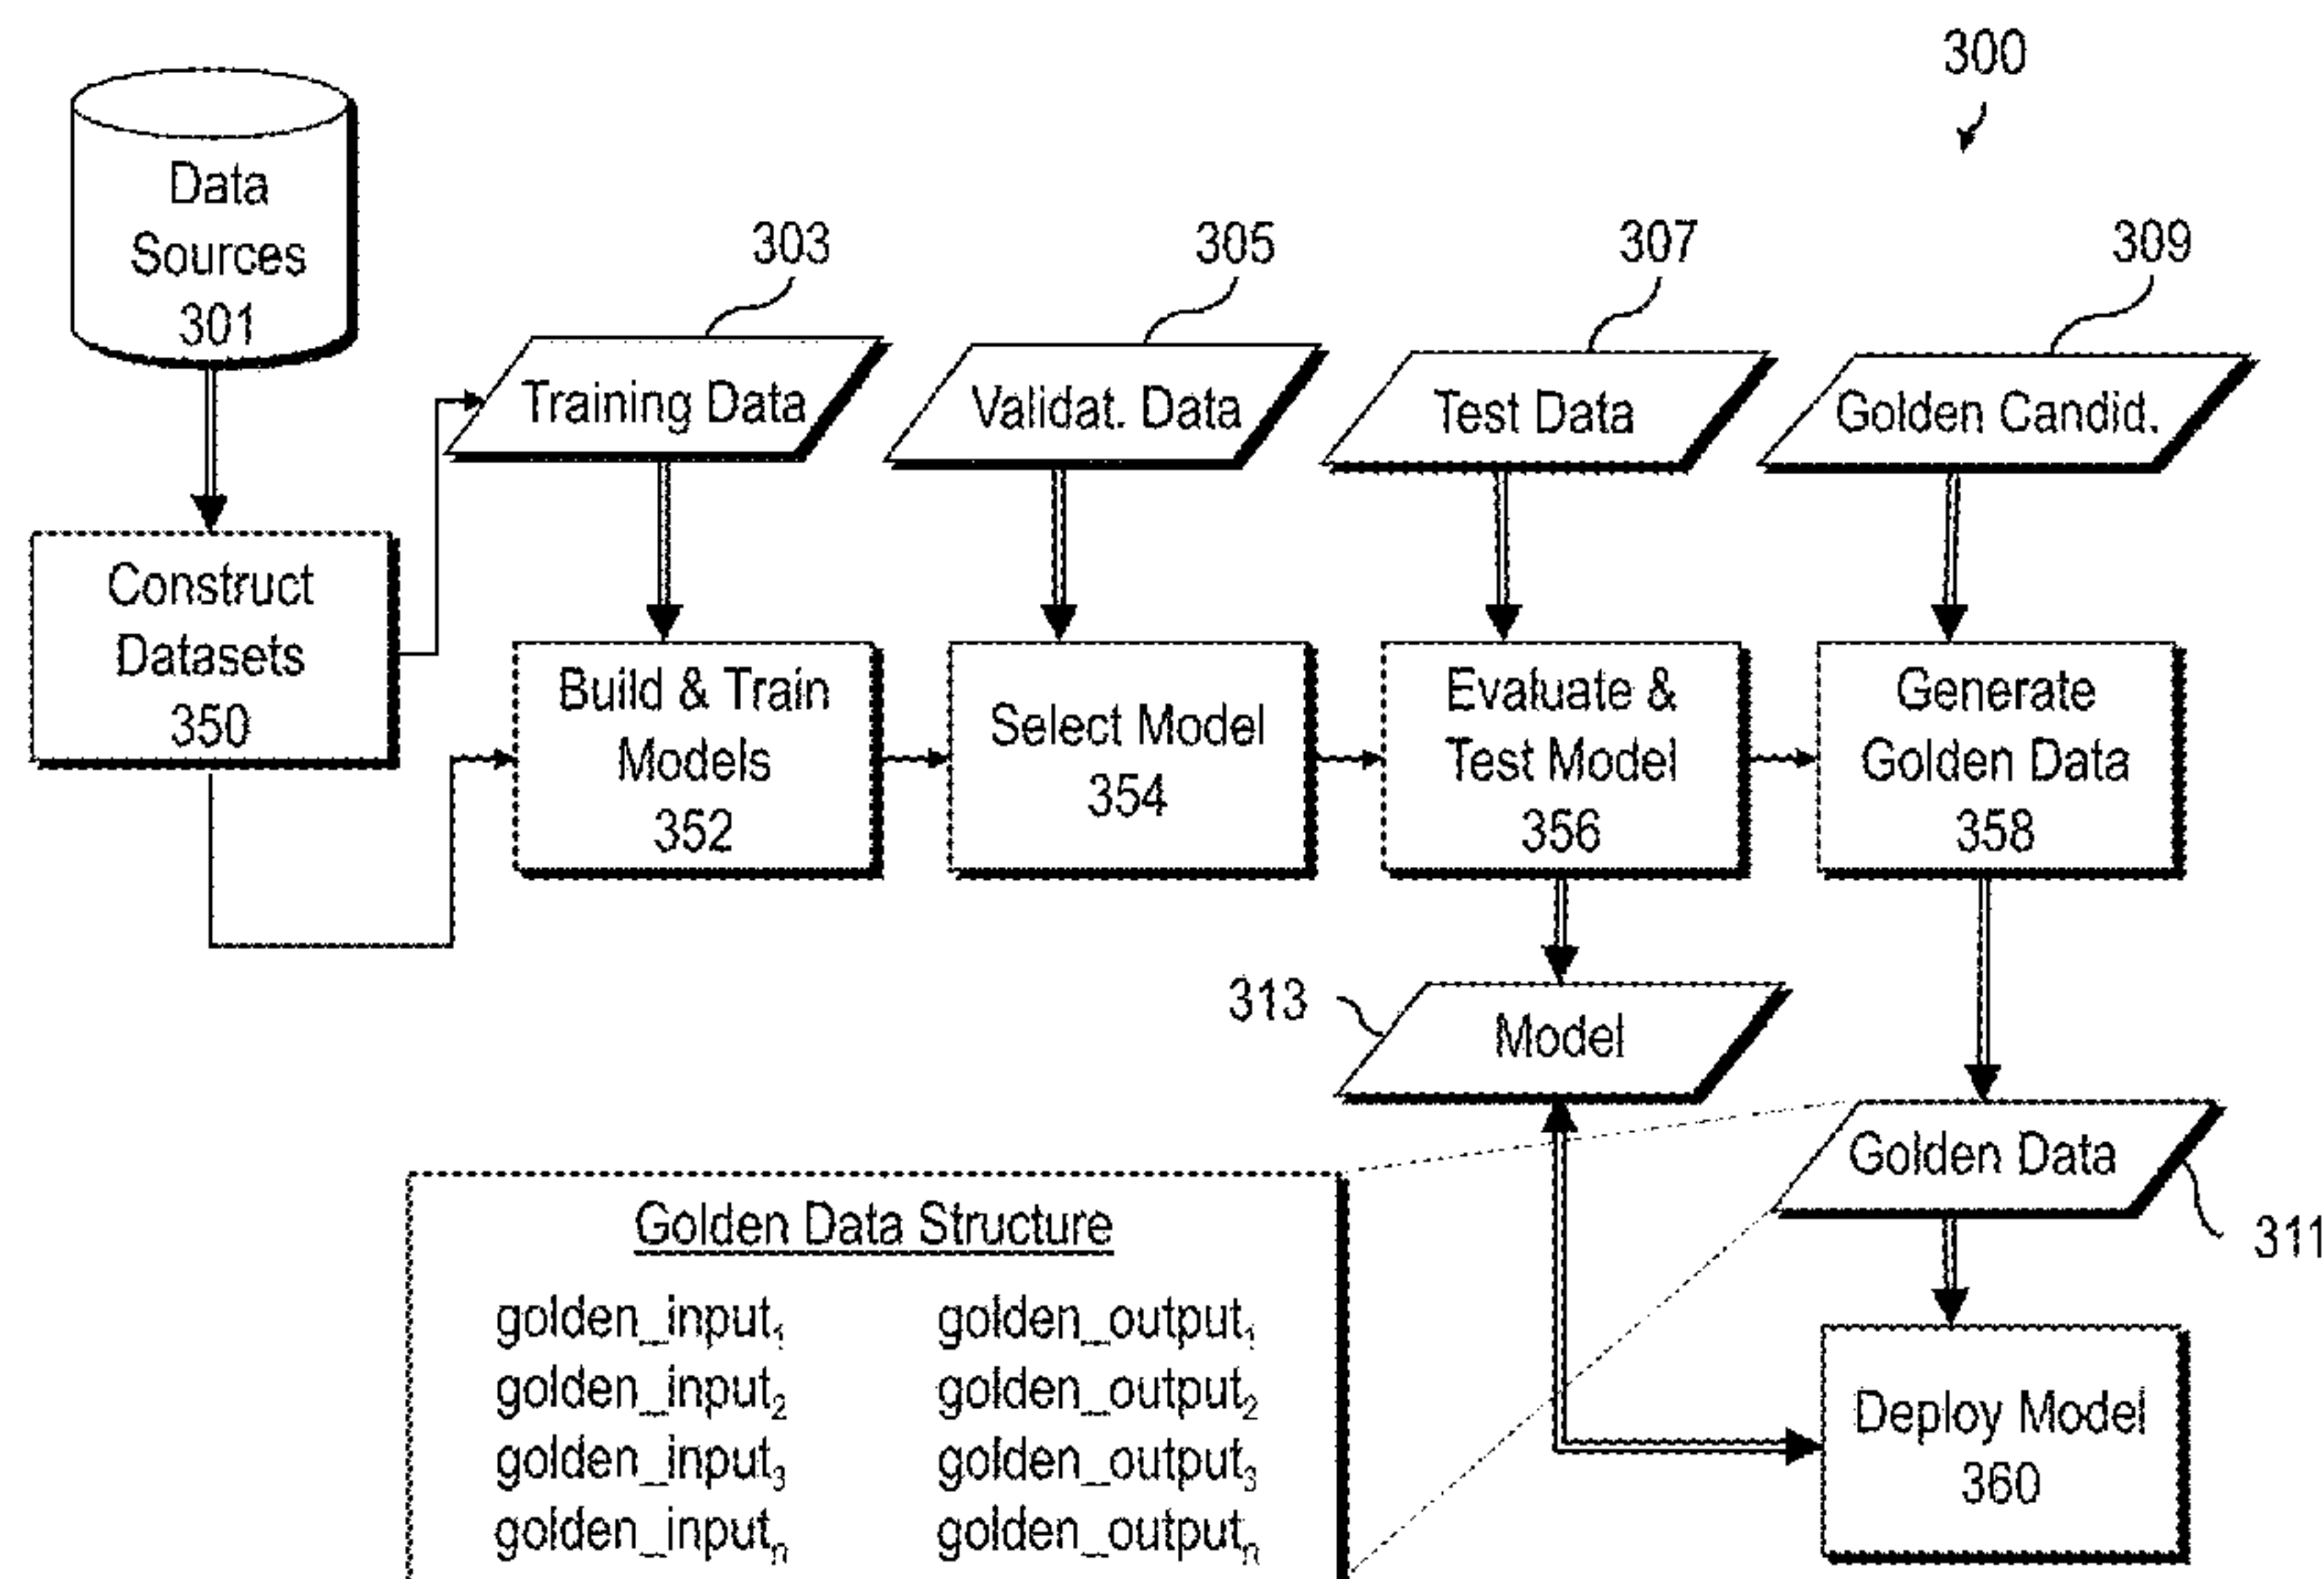 300
Data
Sources
301
303
305
307
309
Training Data
Validat. Data
Test Data
Golden Candid.
Construct
Datasets
350
Build & Train
Models
352
Select Model
354
Evaluate &
Test Model
356
Generate
Golden Data
358
313
Model
Golden Data
311
Golden Data Structure
golden_input₁ golden_output₁
golden_input₂ golden_output₂
golden_input₃ golden_output₃
golden_inputₙ golden_outputₙ
Deploy Model
360